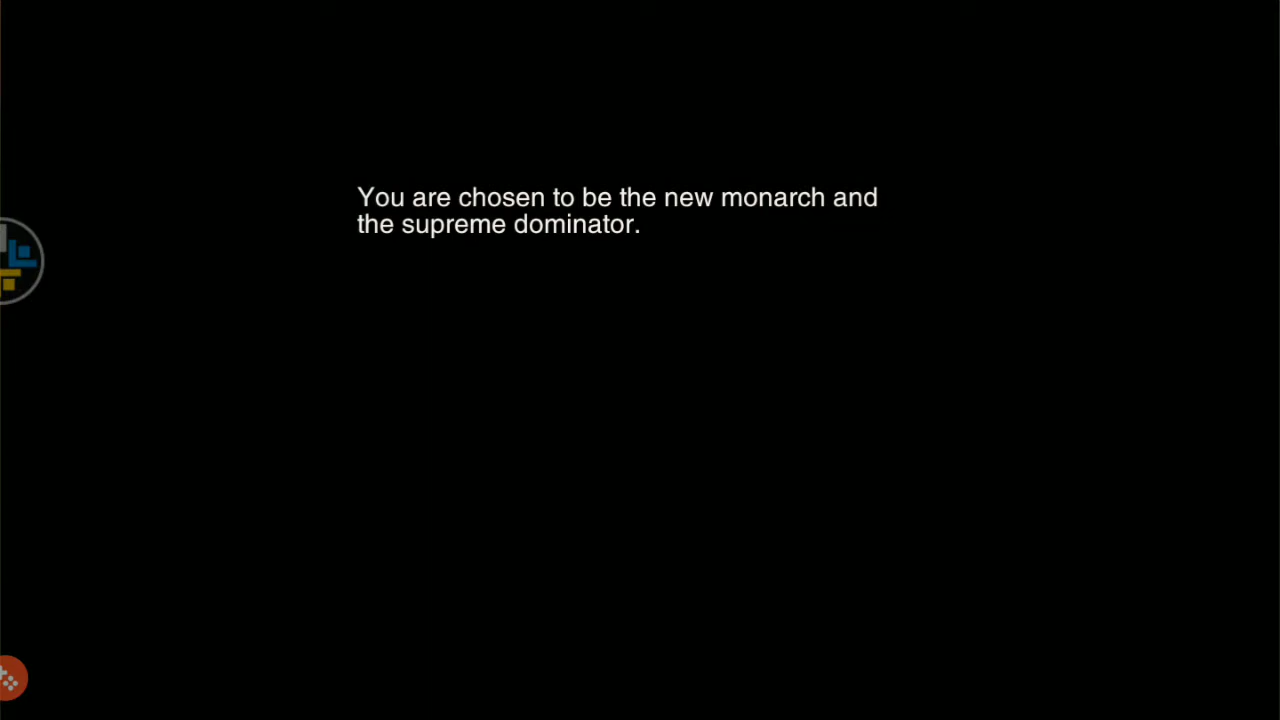 You are chosen to be the new monarch and
the supreme dominator.